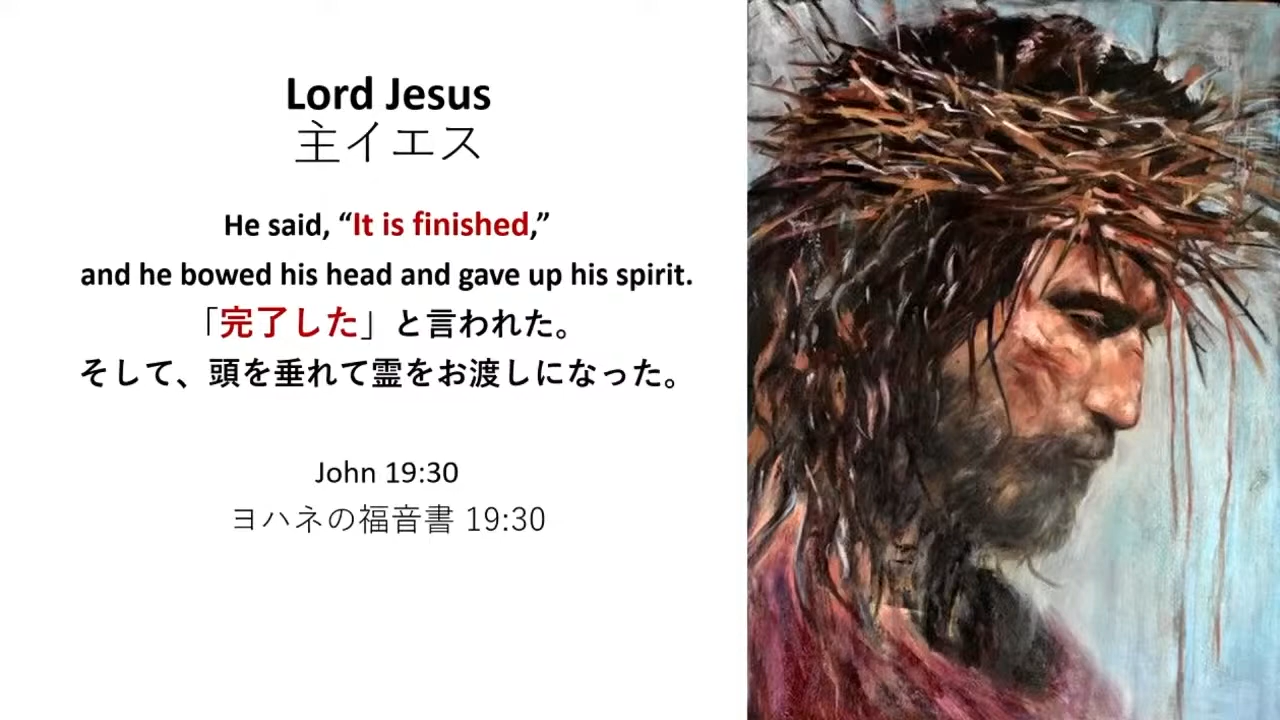 Lord Jesus
主イエス
He said, “It is finished,”
and he bowed his head and gave up his spirit.
「完了した」と言われた。
そして、頭を垂れて霊をお渡しになった。
John 19:30
ヨハネの福音書 19:30